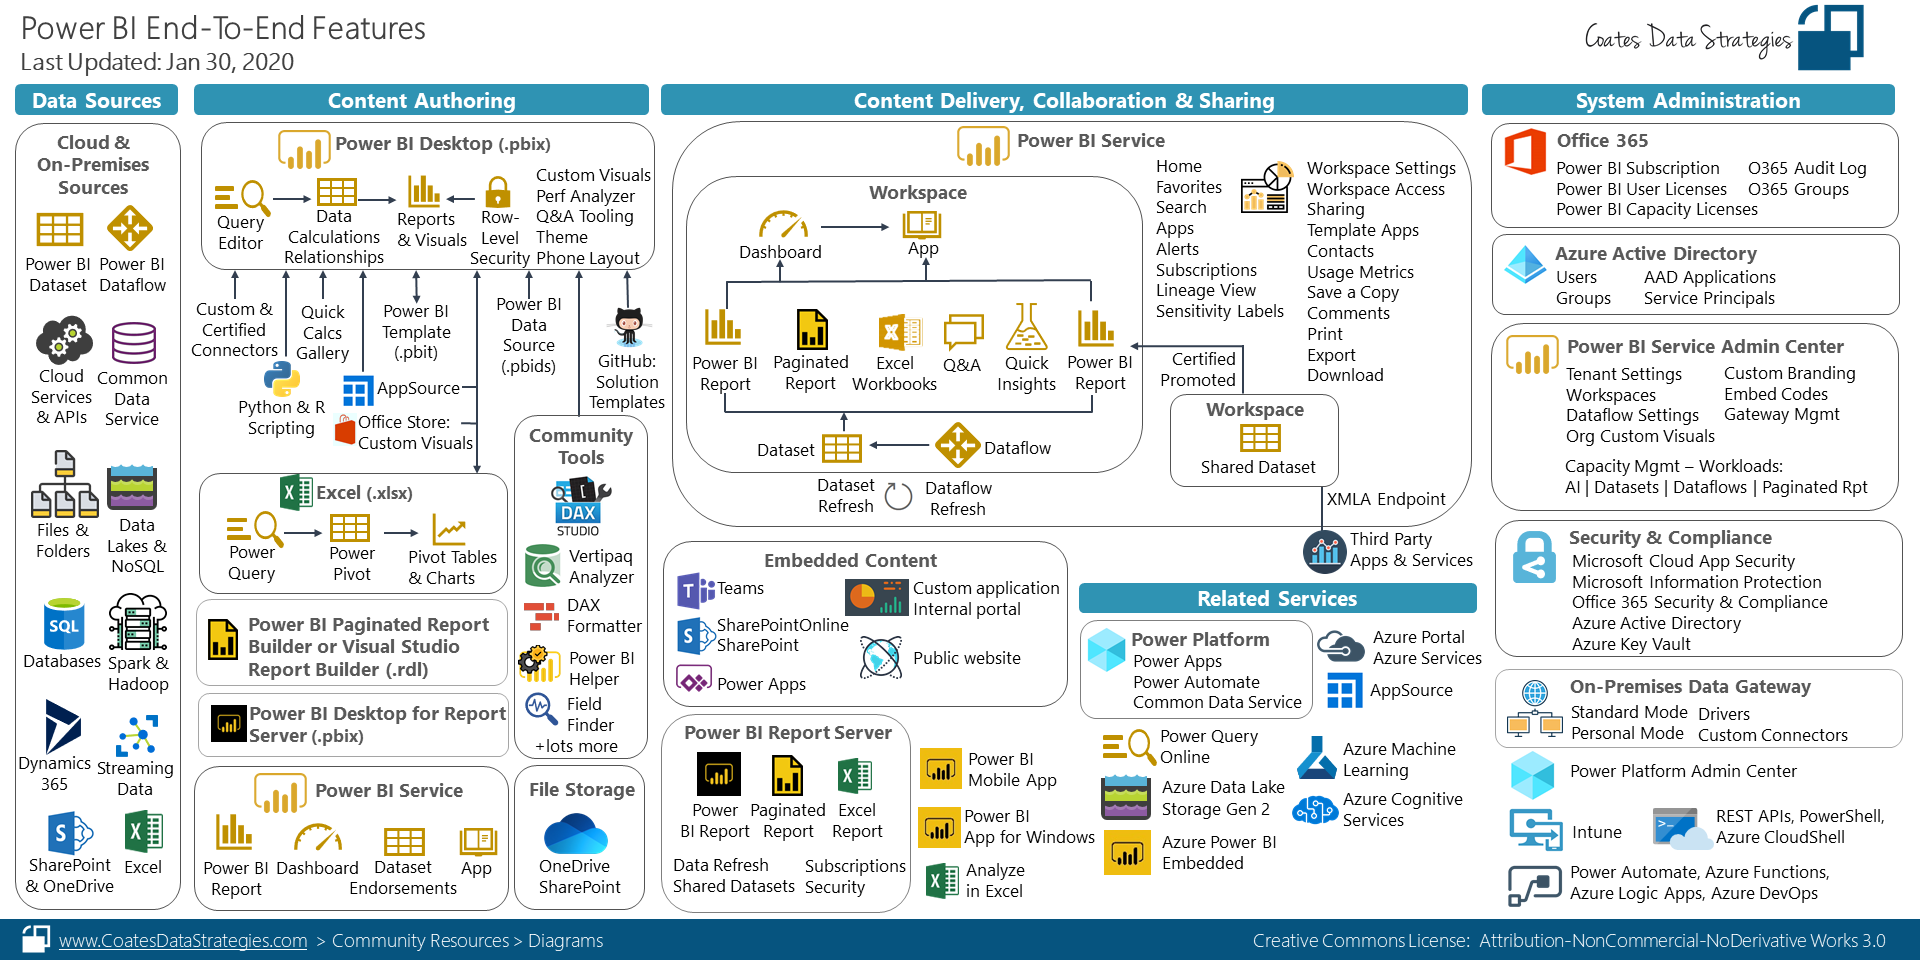 Power BI End-To-End Features
Last Updated: Jan 30, 2020
Coates Data Strategies
Data Sources
Cloud &
On-Premises
Sources
Power BI
Dataset
Power BI
Dataflow
Cloud
Services
& APIs
Common
Data
Service
Files &
Folders
Data
Lakes &
NoSQL
SQL
Databases
Spark &
Hadoop
Dynamics
365
Streaming
Data
SharePoint
& OneDrive
Excel
Content Authoring
Power BI Desktop (.pbix)
Query
Editor
Data
Calculations
Relationships
Reports
& Visuals
Row-
Level
Security
Custom Visuals
Perf Analyzer
Q&A Tooling
Theme
Phone Layout
Custom &
Certified
Connectors
Quick
Calcs
Gallery
Power BI
Template
(.pbit)
Power BI
Data
Source
(.pbids)
GitHub:
Solution
Templates
Python & R
Scripting
AppSource
Office Store:
Custom Visuals
Excel (.xlsx)
Power
Query
Power
Pivot
Pivot Tables
& Charts
Power BI Paginated Report
Builder or Visual Studio
Report Builder (.rdl)
Power BI Desktop for Report
Server (.pbix)
Power BI Service
Power BI
Report
Dashboard
Dataset
Endorsements
App
Community
Tools
DAX
STUDIO
Vertipaq
Analyzer
DAX
Formatter
Power BI
Helper
Field
Finder
+lots more
File Storage
OneDrive
SharePoint
Content Delivery, Collaboration & Sharing
Power BI Service
Workspace
Dashboard
App
Power BI
Report
Paginated
Report
Excel
Workbooks
Q&A
Quick
Insights
Power BI
Report
Dataset
Dataflow
Dataset
Refresh
Dataflow
Refresh
Home
Favorites
Search
Apps
Alerts
Subscriptions
Lineage View
Sensitivity Labels
Workspace Settings
Workspace Access
Sharing
Template Apps
Contacts
Usage Metrics
Save a Copy
Comments
Print
Export
Download
Certified
Promoted
Workspace
Shared Dataset
XMLA Endpoint
Third Party
Apps & Services
Embedded Content
Teams
SharePointOnline
SharePoint
Power Apps
Custom application
Internal portal
Public website
Power BI Report Server
Power
BI Report
Paginated
Report
Excel
Report
Data Refresh
Shared Datasets
Subscriptions
Security
Power BI
Mobile App
Power BI
App for Windows
Analyze
in Excel
Related Services
Power Platform
Power Apps
Power Automate
Common Data Service
Azure Portal
Azure Services
AppSource
Power Query
Online
Azure Data Lake
Storage Gen 2
Azure Power BI
Embedded
Azure Machine
Learning
Azure Cognitive
Services
System Administration
Office 365
Power BI Subscription
Power BI User Licenses
Power BI Capacity Licenses
O365 Audit Log
O365 Groups
Azure Active Directory
Users
Groups
AAD Applications
Service Principals
Power BI Service Admin Center
Tenant Settings
Workspaces
Dataflow Settings
Org Custom Visuals
Custom Branding
Embed Codes
Gateway Mgmt
Capacity Mgmt – Workloads:
AI | Datasets | Dataflows | Paginated Rpt
Security & Compliance
Microsoft Cloud App Security
Microsoft Information Protection
Office 365 Security & Compliance
Azure Active Directory
Azure Key Vault
On-Premises Data Gateway
Standard Mode
Personal Mode
Drivers
Custom Connectors
Power Platform Admin Center
Intune
REST APIs, PowerShell,
Azure CloudShell
Power Automate, Azure Functions,
Azure Logic Apps, Azure DevOps
www.CoatesDataStrategies.com > Community Resources > Diagrams
Creative Commons License: Attribution-NonCommercial-NoDerivative Works 3.0